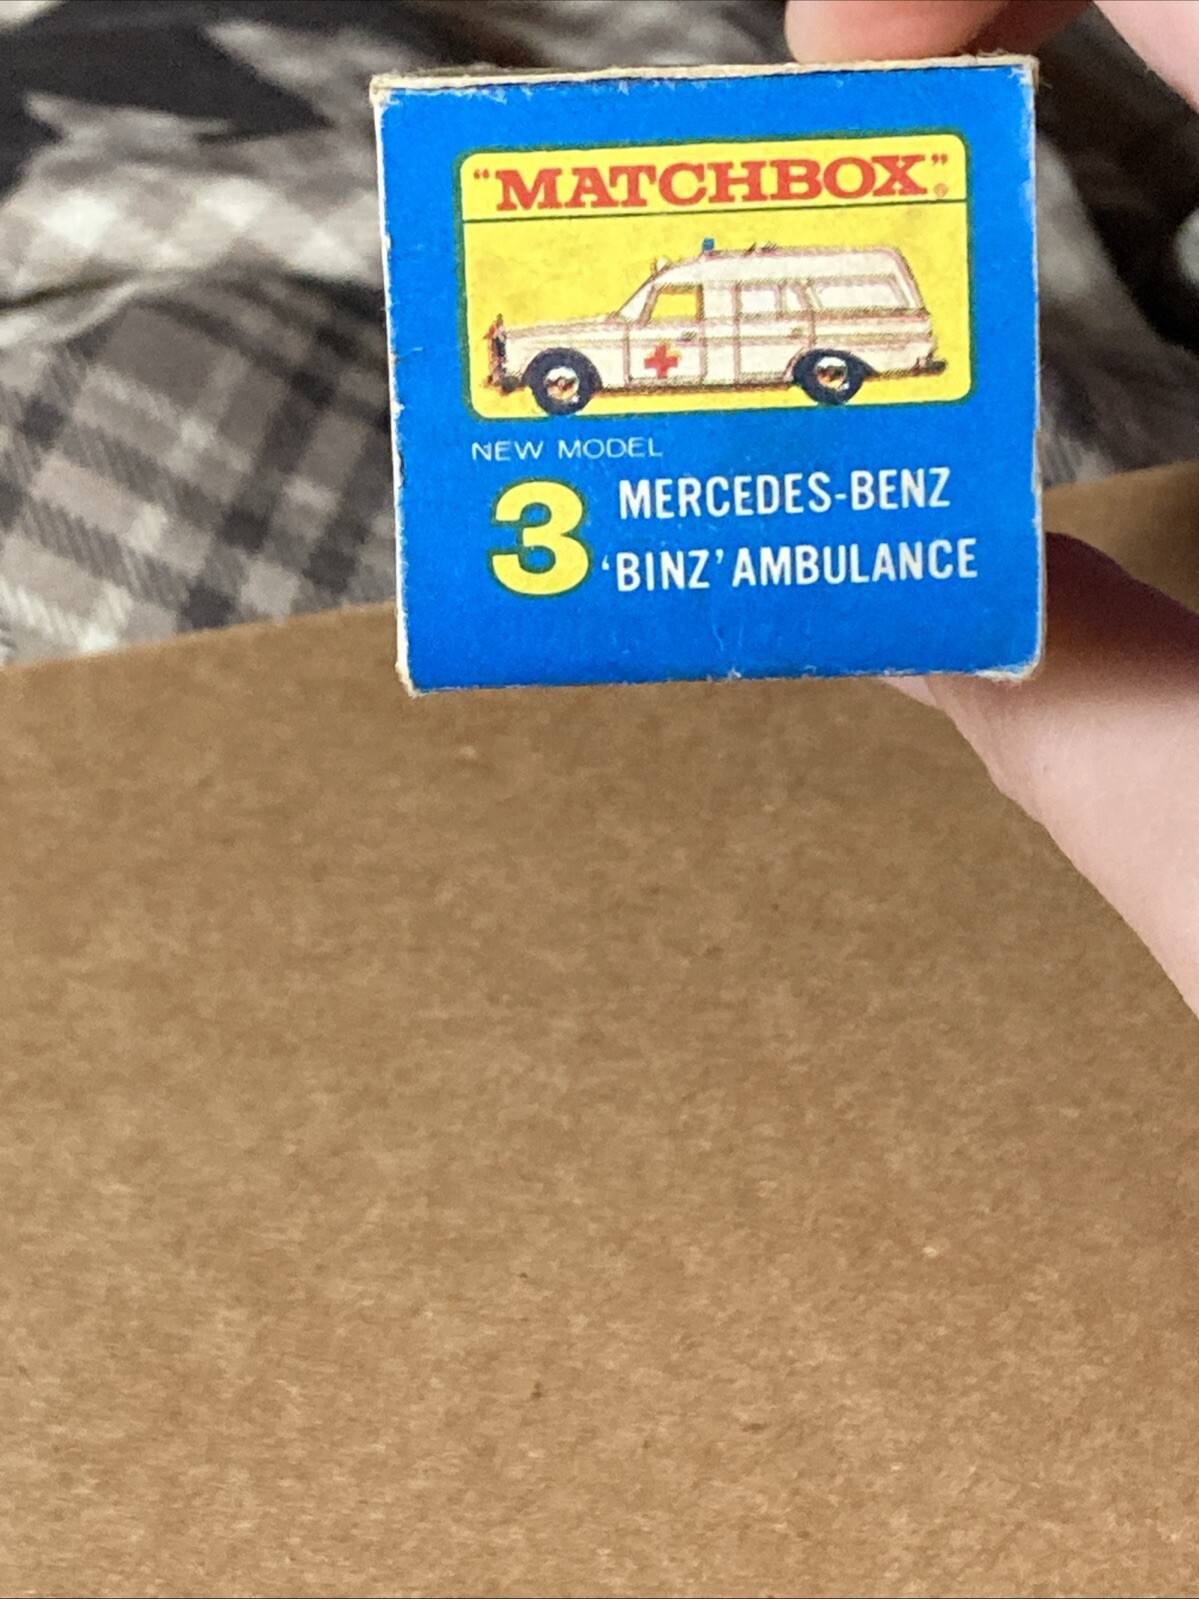 "MATCHBOX"®
NEW MODEL
3 MERCEDES-BENZ
'BINZ' AMBULANCE